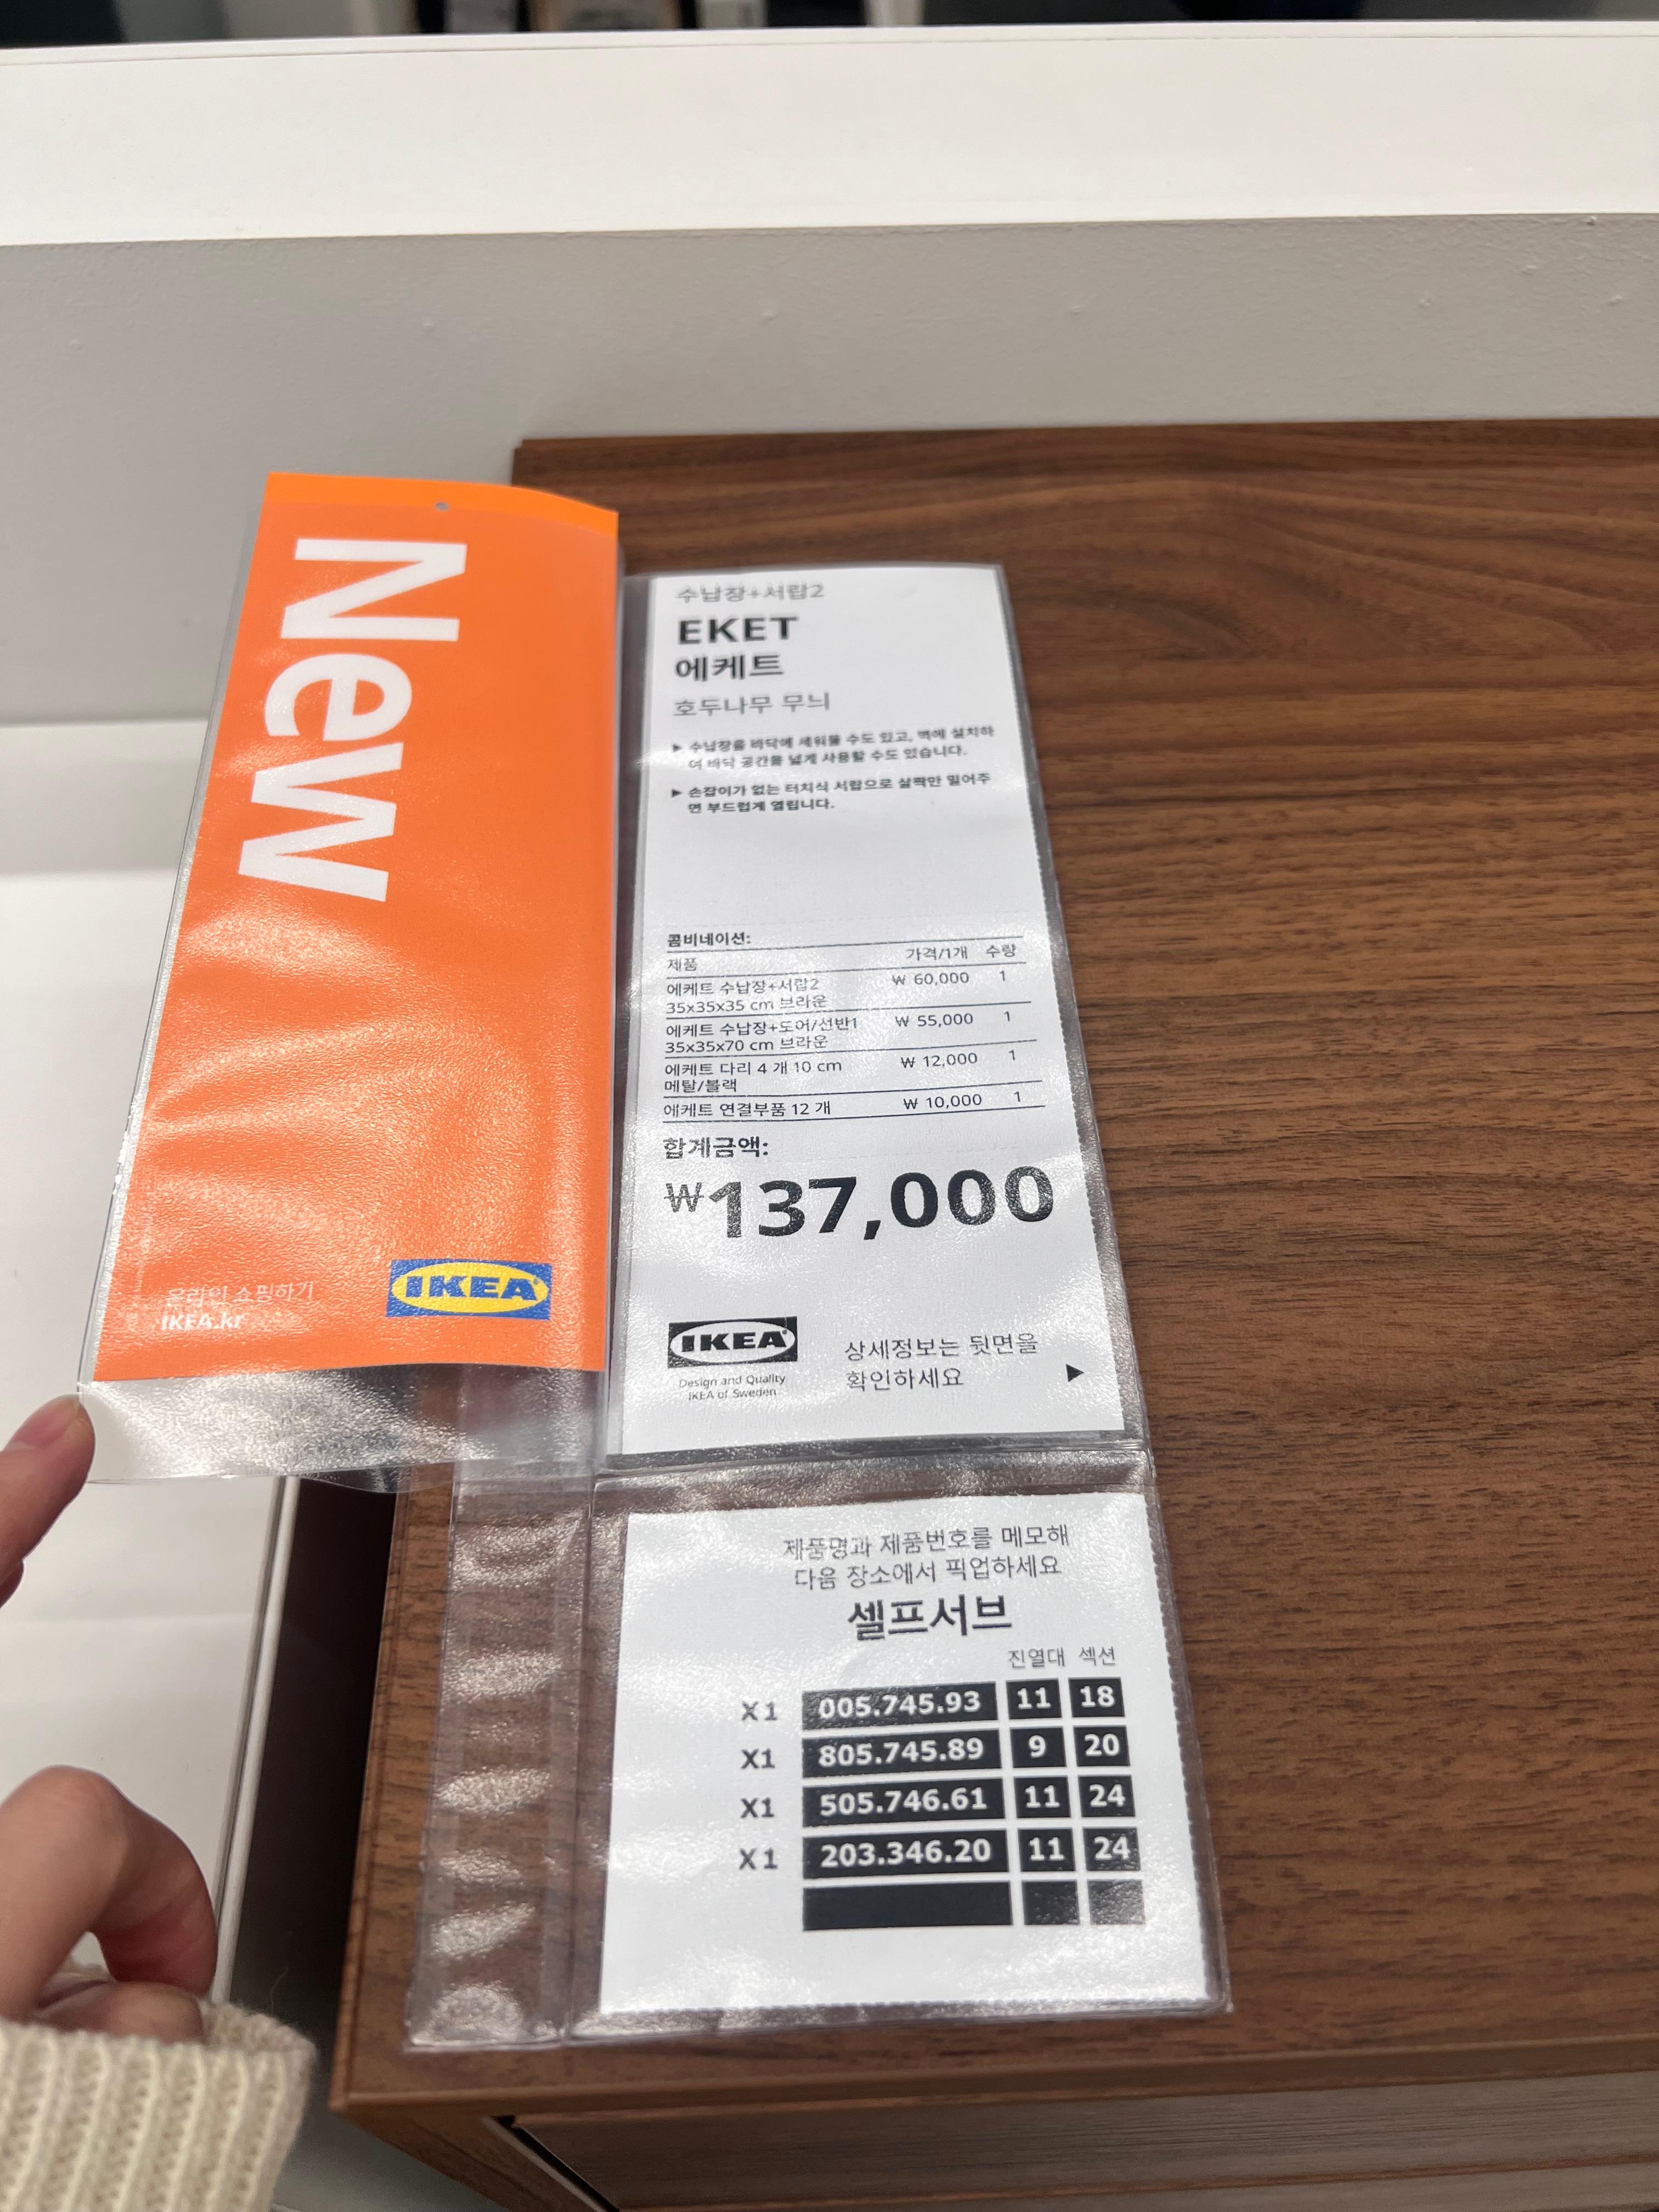 New
온라인 쇼핑하기
IKEA.kr
IKEA
수납장+서랍2
EKET
에케트
호두나무 무늬
▶ 수납장을 바닥에 세워둘 수도 있고, 벽에 설치하
여 바닥 공간을 넓게 사용할 수도 있습니다.
▶ 손잡이가 없는 터치식 서랍으로 살짝만 밀어주
면 부드럽게 열립니다.
콤비네이션:
제품 가격/1개 수량
에케트 수납장+서랍2 ₩ 60,000 1
35x35x35 cm 브라운
에케트 수납장+도어/선반1 ₩ 55,000 1
35x35x70 cm 브라운
에케트 다리 4 개 10 cm ₩ 12,000 1
메탈/블랙
에케트 연결부품 12 개 ₩ 10,000 1
합계금액:
₩137,000
IKEA
Design and Quality
IKEA of Sweden
상세정보는 뒷면을
확인하세요 ▶
제품명과 제품번호를 메모해
다음 장소에서 픽업하세요
셀프서브
진열대 섹션
X1 005.745.93 11 18
X1 805.745.89 9 20
X1 505.746.61 11 24
X1 203.346.20 11 24